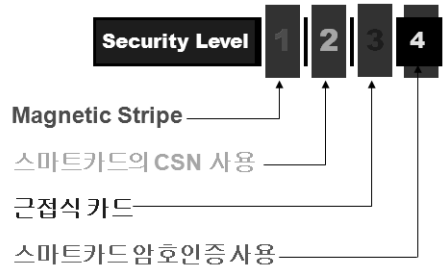 Security Level 1 2 3 4
Magnetic Stripe
스마트카드의 CSN 사용
근접식 카드
스마트카드 암호인증 사용